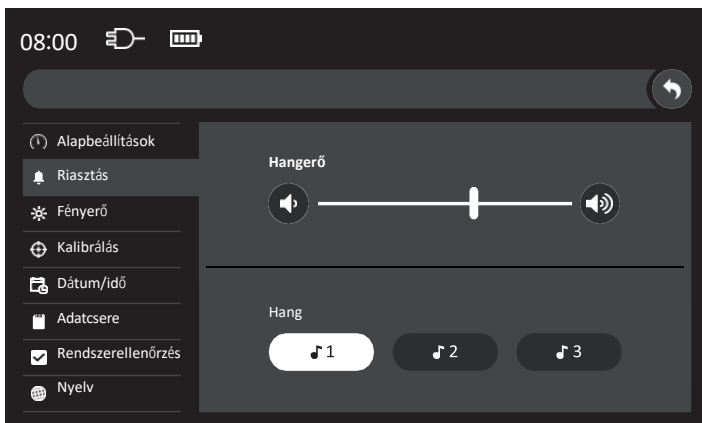 08:00
Alapbeállítások
Riasztás
Fényerő
Kalibrálás
Dátum/idő
Adatcsere
Rendszerellenőrzés
Nyelv
Hangerő
Hang
1
2
3